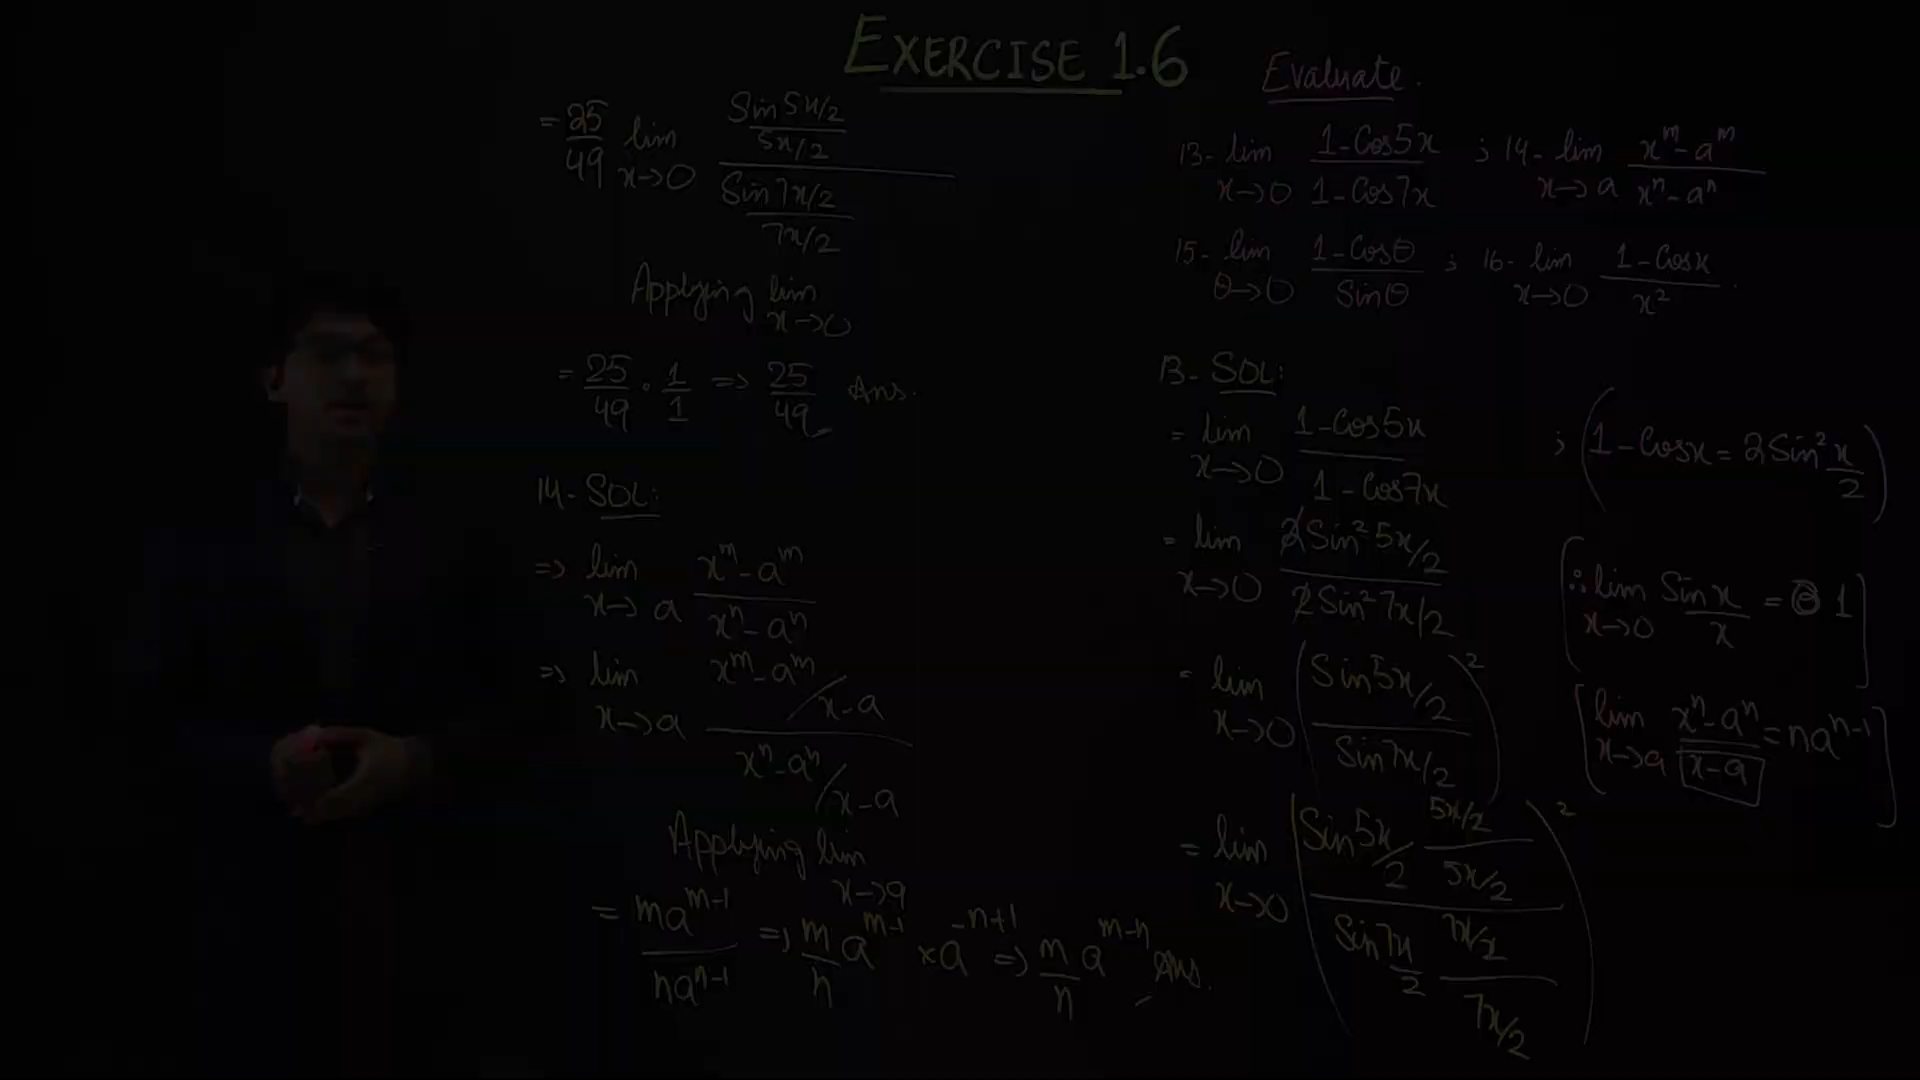 EXERCISE 1.6
Evaluate.
13- lim x→0 1-Cos5x / 1-Cos7x ; 14- lim x→a x^m-a^m / x^n-a^n
15- lim θ→0 1-Cosθ / Sinθ ; 16- lim x→0 1-Cosx / x²
13- SOL:
= lim x→0 1-Cos5x / 1-Cos7x ; (1-Cosx = 2Sin² x/2)
= lim x→0 2Sin²5x/2 / 2Sin²7x/2
[∴ lim x→0 Sinx / x = 1]
= lim x→0 (Sin5x/2 / Sin7x/2)²
[lim x→a x^n-a^n / x-a = na^n-1]
= lim x→0 (Sin5x/2 5x/2 / 5x/2 / Sin7x/2 7x/2 / 7x/2)²
= 25/49 lim x→0 Sin5x/2 / 5x/2 / Sin7x/2 / 7x/2
Applying lim x→0
= 25/49 . 1/1 => 25/49 Ans.
14- SOL:
=> lim x→a x^m-a^m / x^n-a^n
=> lim x→a x^m-a^m / x-a / x^n-a^n / x-a
Applying lim x→a
= ma^m-1 / na^n-1 => m/n a^m-1 × a^-n+1 => m/n a^m-n Ans.